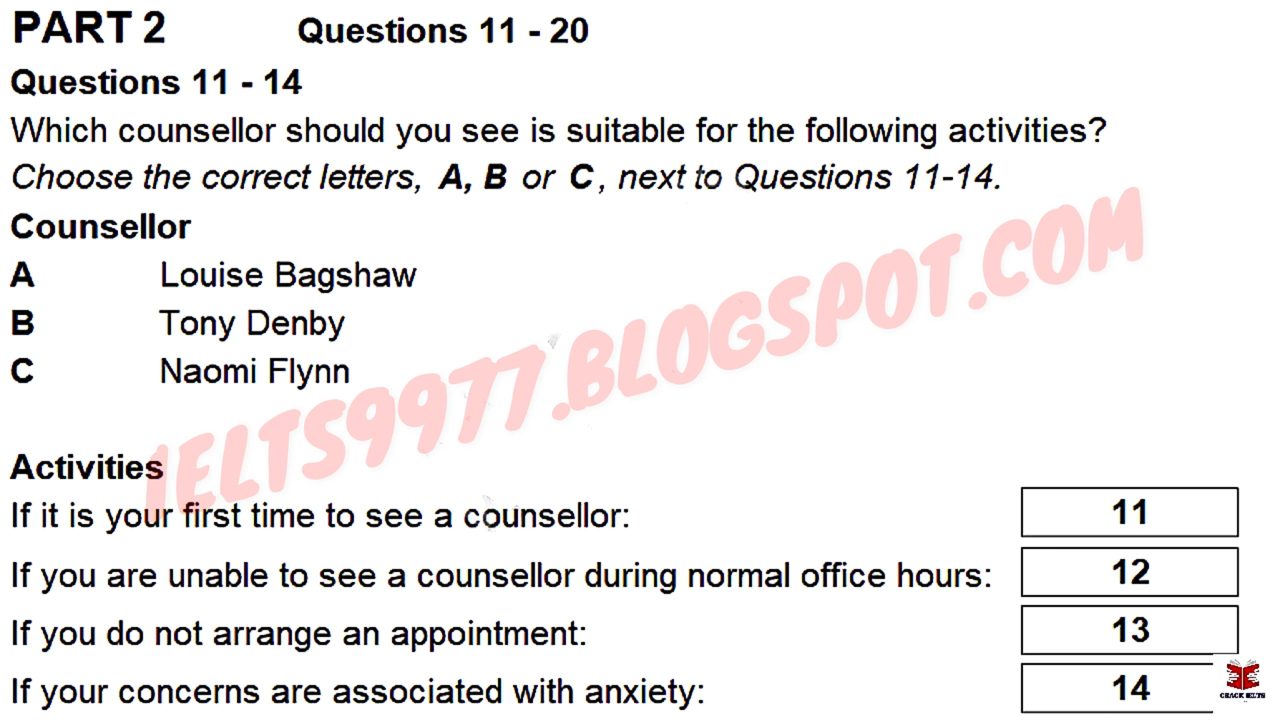 PART 2 Questions 11 - 20
Questions 11 - 14
Which counsellor should you see is suitable for the following activities?
Choose the correct letters, A, B or C, next to Questions 11-14.
Counsellor
A Louise Bagshaw
B Tony Denby
C Naomi Flynn
IELTS9977.BLOGSPOT.COM
Activities
If it is your first time to see a counsellor: 11
If you are unable to see a counsellor during normal office hours: 12
If you do not arrange an appointment: 13
If your concerns are associated with anxiety: 14
CRACK IELTS